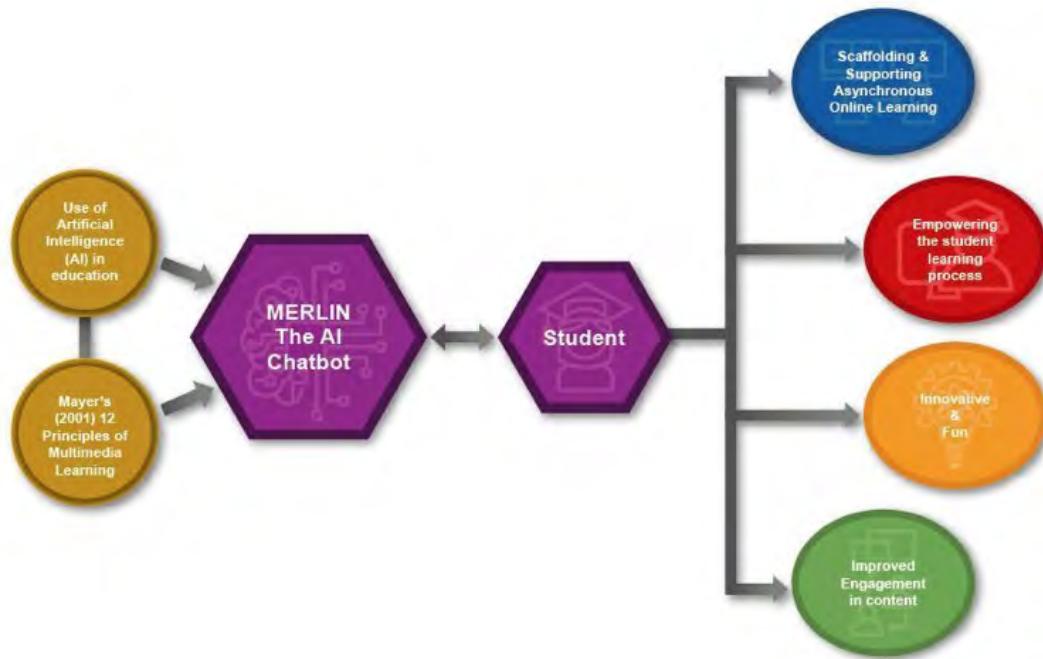 Use of
Artificial
Intelligence
(AI) in
education
Mayer's
(2001) 12
Principles of
Multimedia
Learning
MERLIN
The AI
Chatbot
Student
Scaffolding &
Supporting
Asynchronous
Online Learning
Empowering
the student
learning
process
Innovative
&
Fun
Improved
Engagement
in content